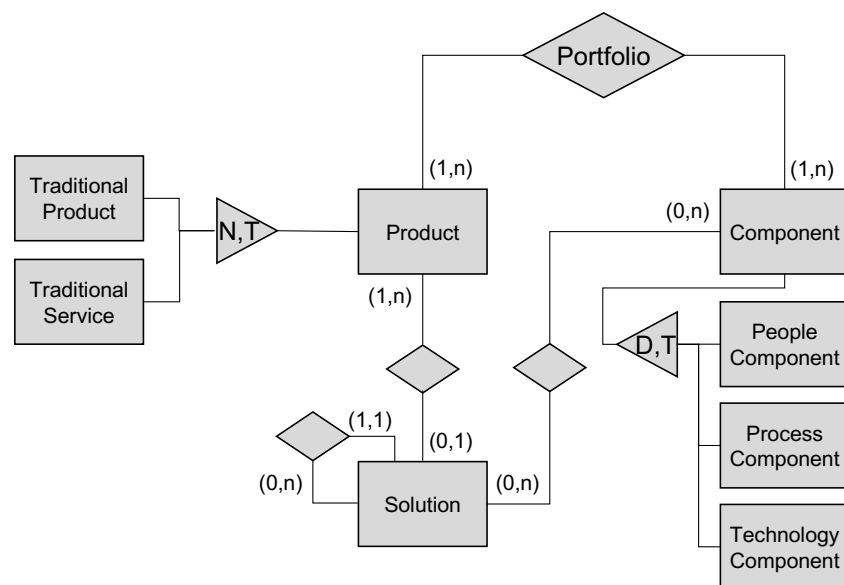 Portfolio
(1,n)
(1,n)
Traditional
Product
N,T
Product
(0,n)
Component
Traditional
Service
(1,n)
D,T
People
Component
(1,1)
(0,1)
Process
Component
(0,n)
Solution
(0,n)
Technology
Component